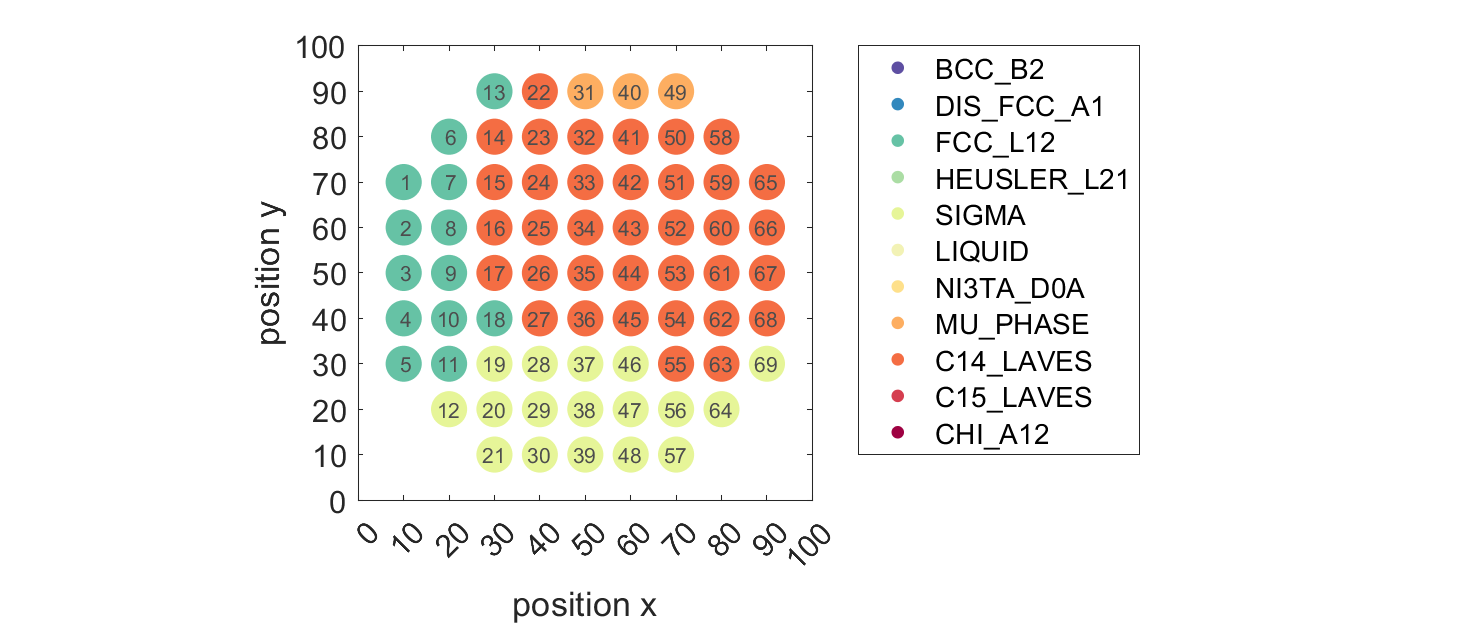 100
90
80
70
60
50
40
30
20
10
0
position y
13 22 31 40 49
6 14 23 32 41 50 58
1 7 15 24 33 42 51 59 65
2 8 16 25 34 43 52 60 66
3 9 17 26 35 44 53 61 67
4 10 18 27 36 45 54 62 68
5 11 19 28 37 46 55 63 69
12 20 29 38 47 56 64
21 30 39 48 57
0 10 20 30 40 50 60 70 80 90 100
position x
BCC_B2
DIS_FCC_A1
FCC_L12
HEUSLER_L21
SIGMA
LIQUID
NI3TA_D0A
MU_PHASE
C14_LAVES
C15_LAVES
CHI_A12